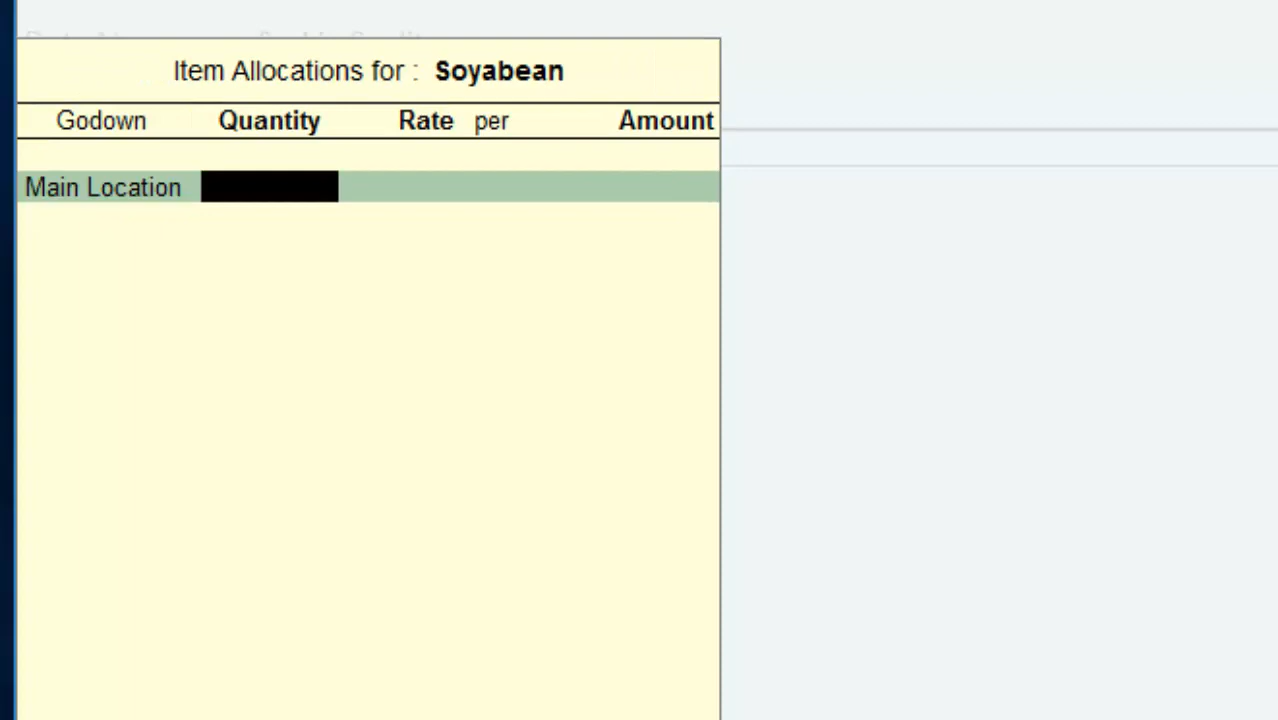 Item Allocations for : Soyabean
Godown Quantity Rate per Amount
Main Location